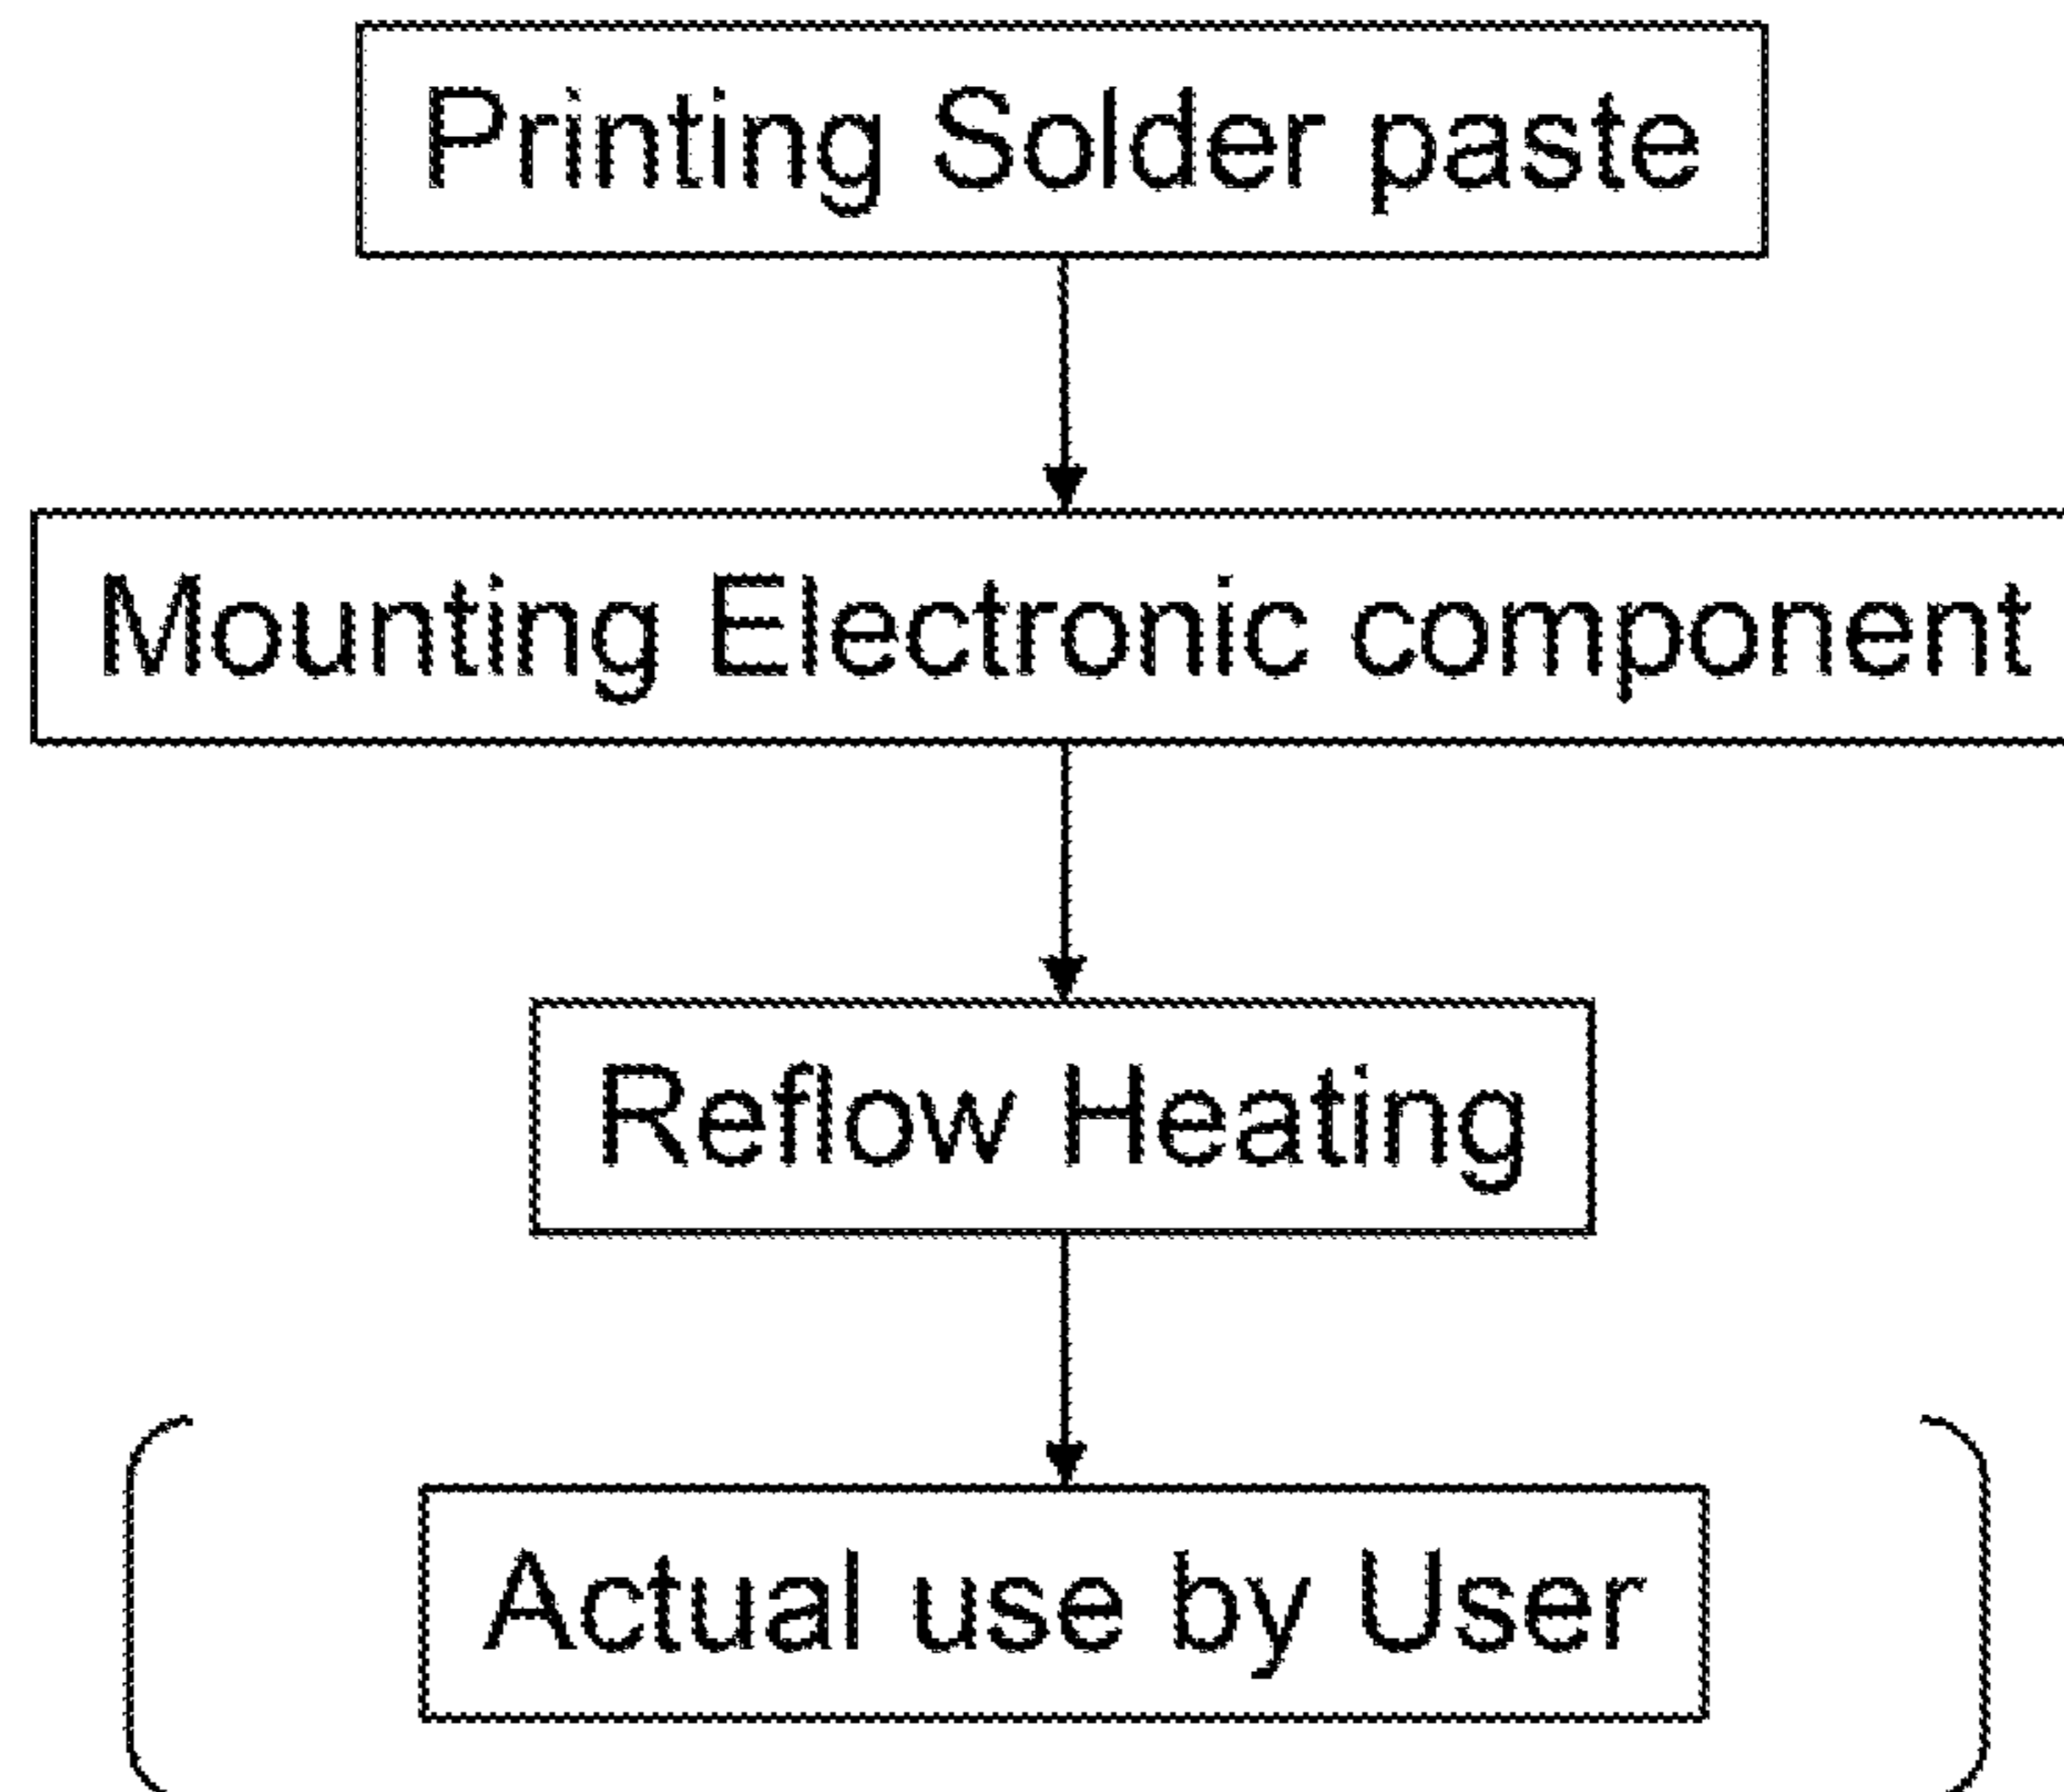 Printing Solder paste
Mounting Electronic component
Reflow Heating
Actual use by User